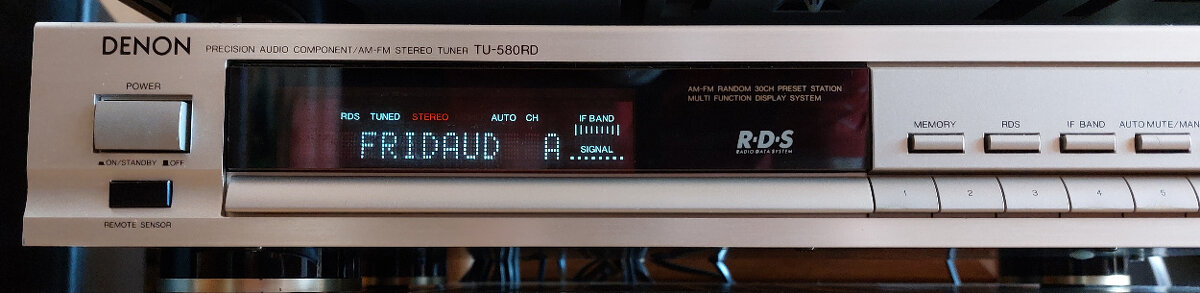 DENON PRECISION AUDIO COMPONENT/AM-FM STEREO TUNER TU-580RD
POWER
ON/STANDBY OFF
REMOTE SENSOR
RDS TUNED STEREO AUTO CH IF BAND
FRIDAUD A SIGNAL
AM-FM RANDOM 30CH PRESET STATION
MULTI FUNCTION DISPLAY SYSTEM
R·D·S
RADIO DATA SYSTEM
MEMORY RDS IF BAND AUTO MUTE/MAN
1 2 3 4 5